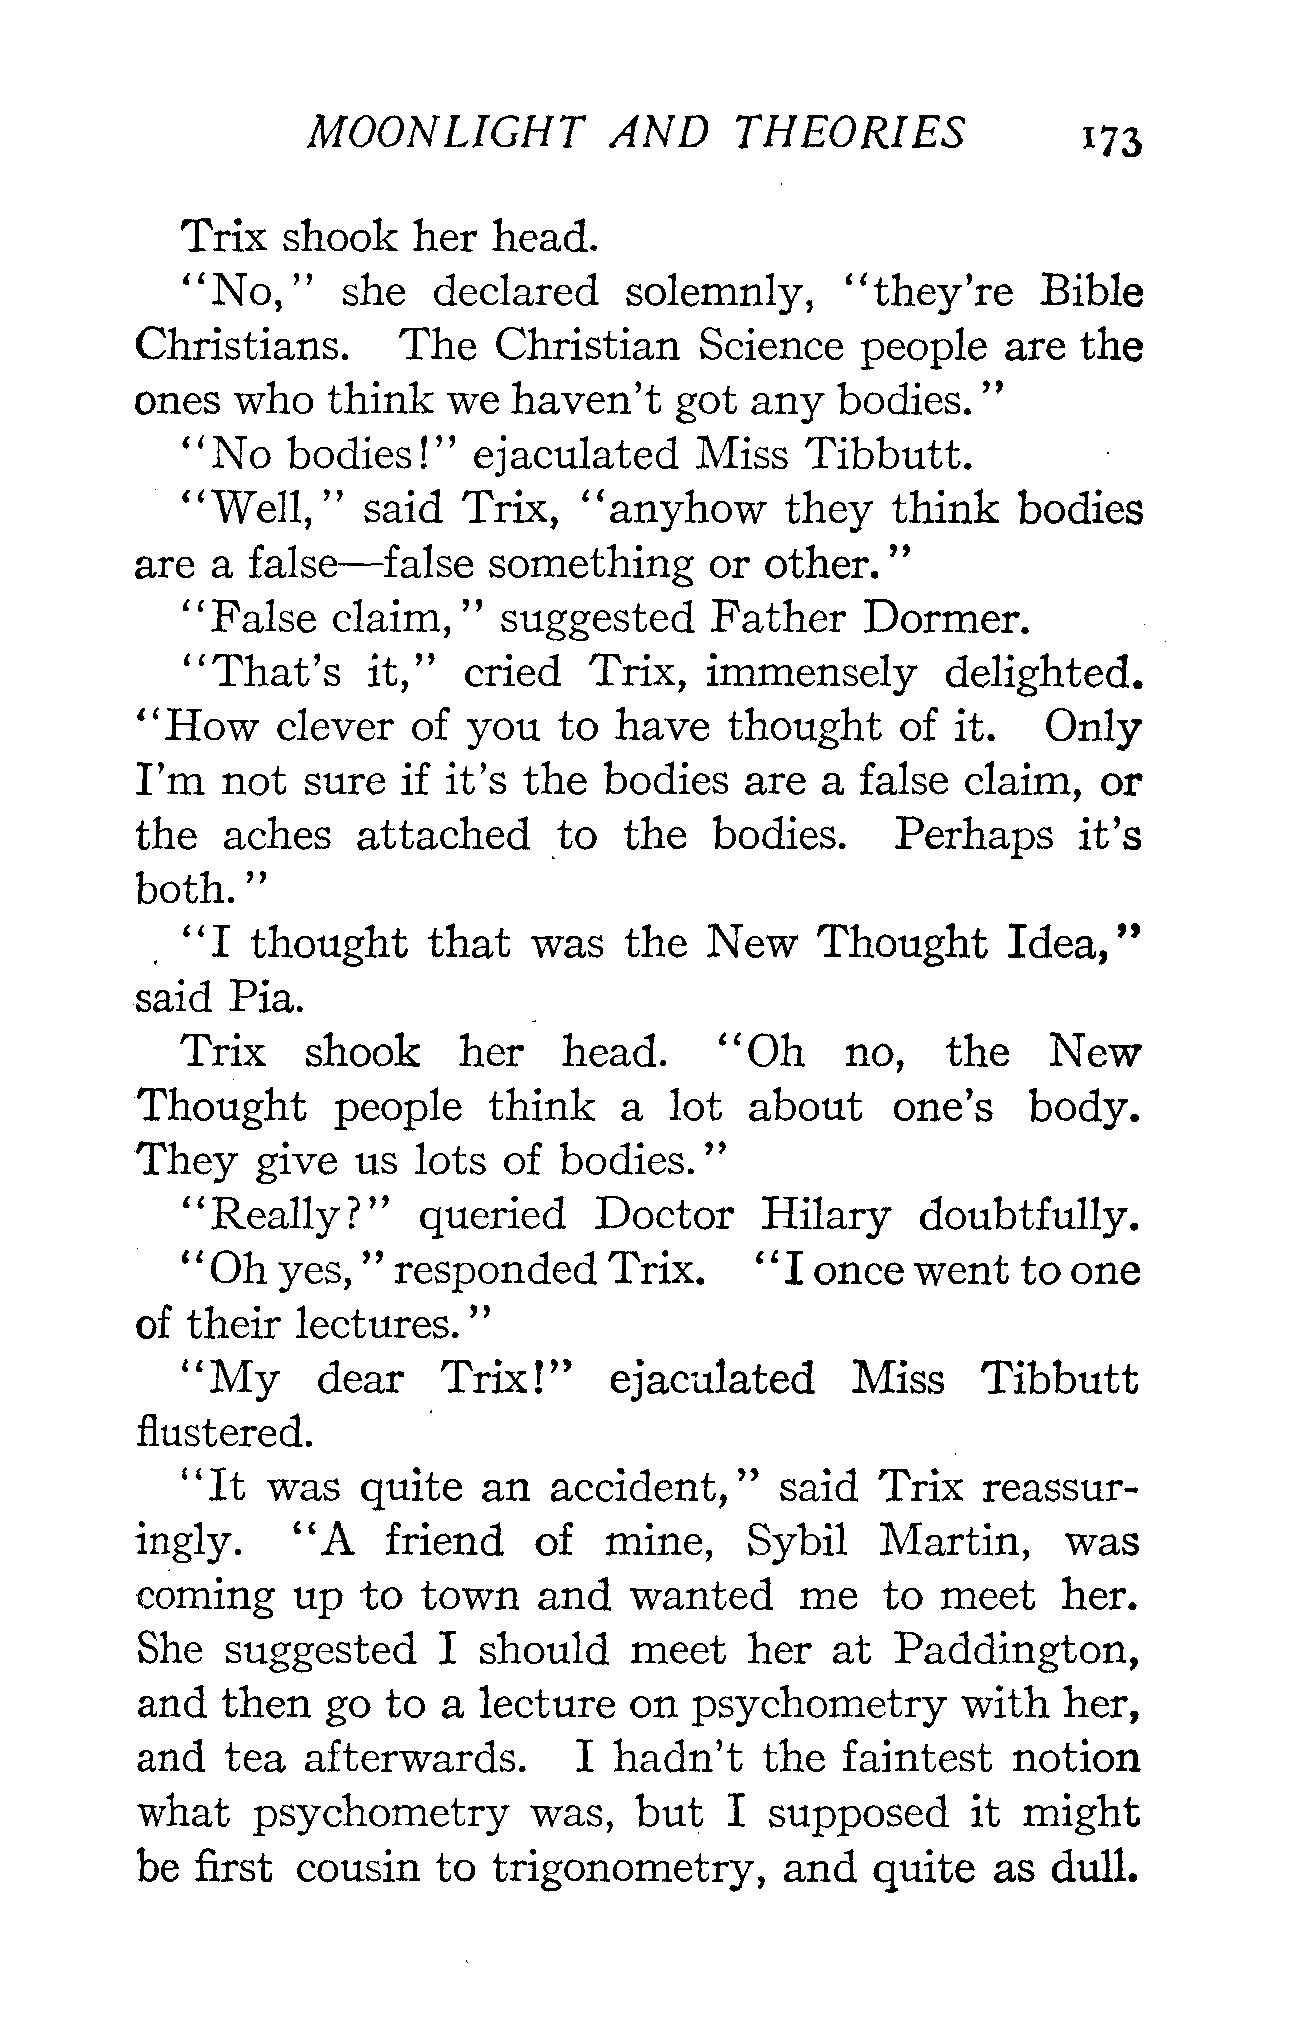 MOONLIGHT AND THEORIES 173
Trix shook her head.
"No," she declared solemnly, "they're Bible
Christians. The Christian Science people are the
ones who think we haven't got any bodies."
"No bodies!" ejaculated Miss Tibbutt.
"Well," said Trix, "anyhow they think bodies
are a false—false something or other."
"False claim," suggested Father Dormer.
"That's it," cried Trix, immensely delighted.
"How clever of you to have thought of it. Only
I'm not sure if it's the bodies are a false claim, or
the aches attached to the bodies. Perhaps it's
both."
"I thought that was the New Thought Idea,"
said Pia.
Trix shook her head. "Oh no, the New
Thought people think a lot about one's body.
They give us lots of bodies."
"Really?" queried Doctor Hilary doubtfully.
"Oh yes," responded Trix. "I once went to one
of their lectures."
"My dear Trix!" ejaculated Miss Tibbutt
flustered.
"It was quite an accident," said Trix reassur-
ingly. "A friend of mine, Sybil Martin, was
coming up to town and wanted me to meet her.
She suggested I should meet her at Paddington,
and then go to a lecture on psychometry with her,
and tea afterwards. I hadn't the faintest notion
what psychometry was, but I supposed it might
be first cousin to trigonometry, and quite as dull.